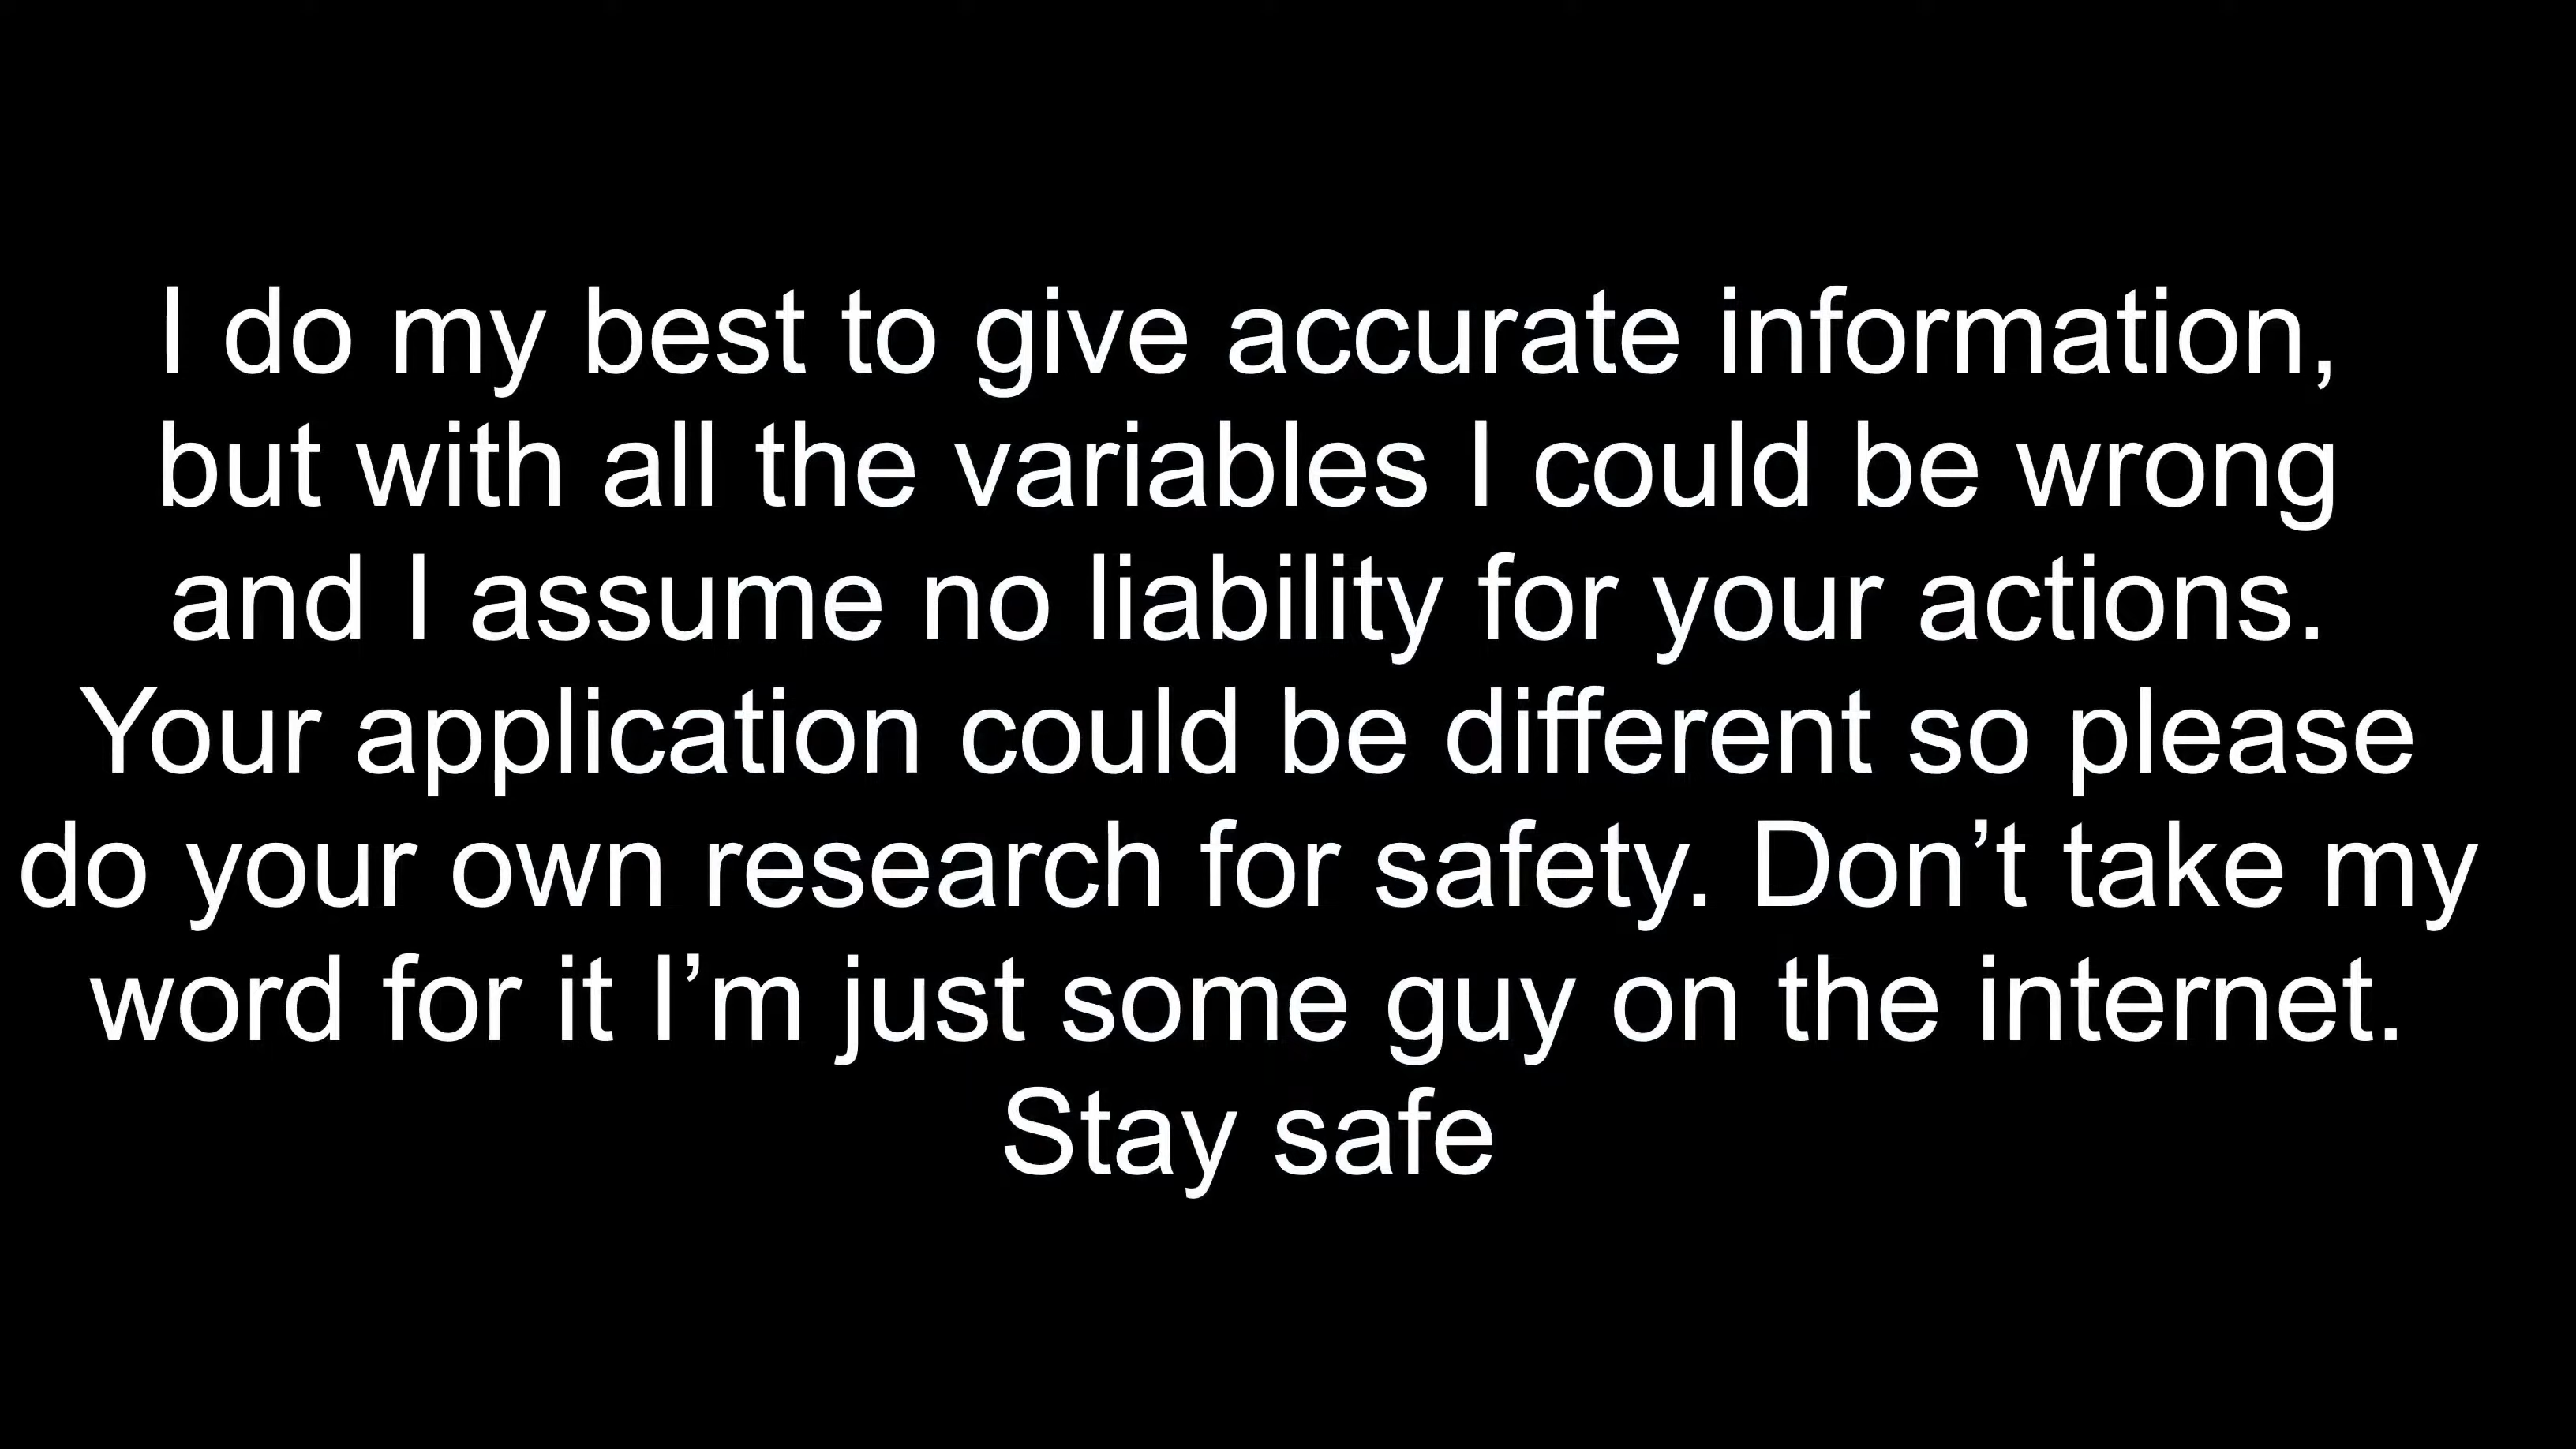 I do my best to give accurate information,
but with all the variables I could be wrong
and I assume no liability for your actions.
Your application could be different so please
do your own research for safety. Don’t take my
word for it I’m just some guy on the internet.
Stay safe